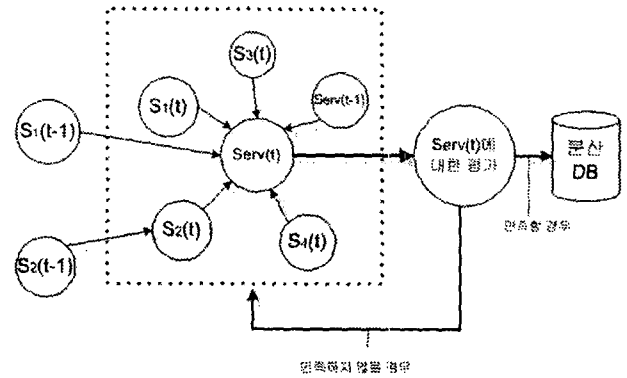 S3(t)
S1(t)
Serv(t-1)
S1(t-1)
Serv(t)
Serv(t)에
대한 평가
분산
DB
만족할 경우
S2(t)
S4(t)
S2(t-1)
만족하지 않을 경우